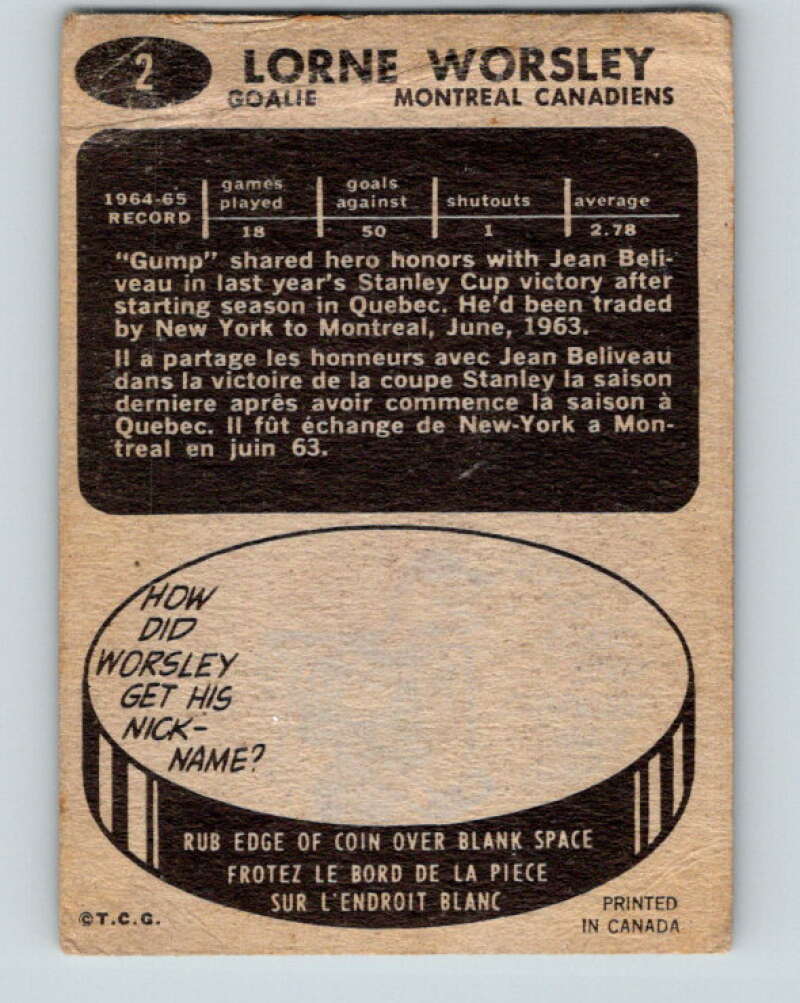 2
LORNE WORSLEY
GOALIE MONTREAL CANADIENS
1964-65 RECORD games played goals against shutouts average
18 50 1 2.78
"Gump" shared hero honors with Jean Beli-
veau in last year's Stanley Cup victory after
starting season in Quebec. He'd been traded
by New York to Montreal, June, 1963.
Il a partage les honneurs avec Jean Beliveau
dans la victoire de la coupe Stanley la saison
derniere après avoir commence la saison à
Quebec. Il fût échange de New-York a Mon-
treal en juin 63.
HOW
DID
WORSLEY
GET HIS
NICK-
NAME?
RUB EDGE OF COIN OVER BLANK SPACE
FROTEZ LE BORD DE LA PIECE
SUR L'ENDROIT BLANC
©T.C.G.
PRINTED
IN CANADA